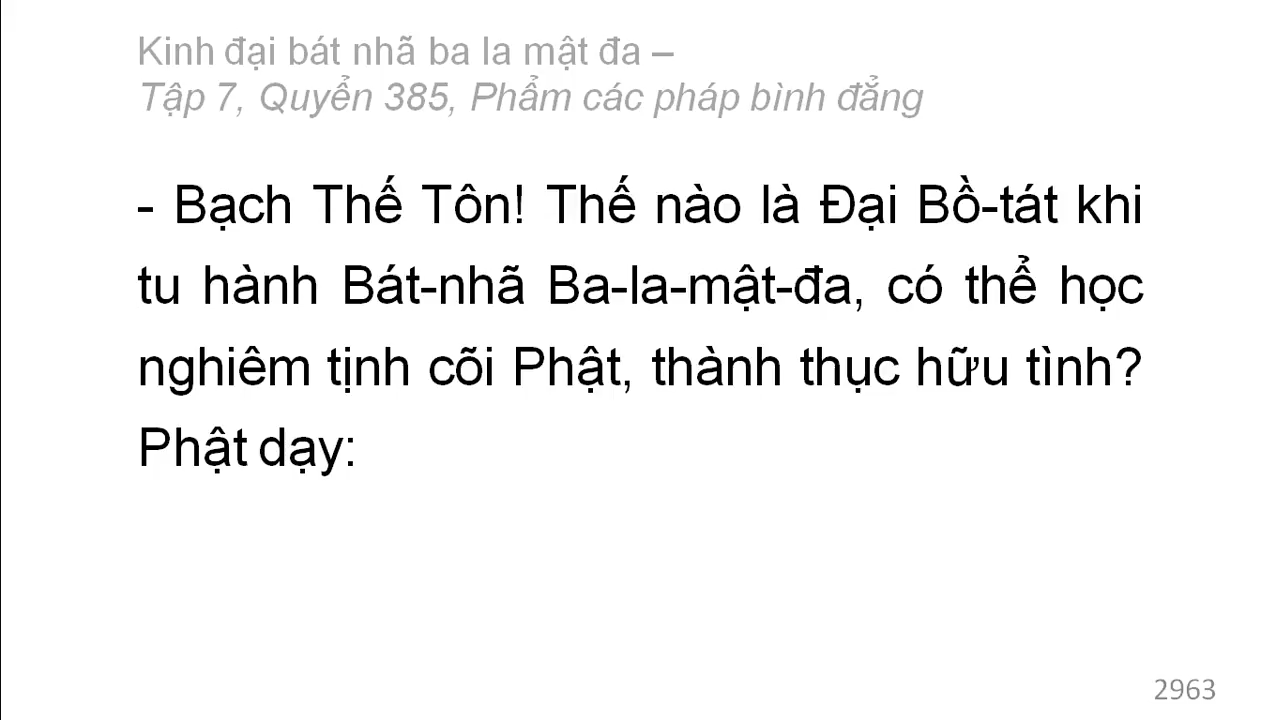 Kinh đại bát nhã ba la mật đa –
Tập 7, Quyển 385, Phẩm các pháp bình đẳng
- Bạch Thế Tôn! Thế nào là Đại Bồ-tát khi
tu hành Bát-nhã Ba-la-mật-đa, có thể học
nghiêm tịnh cõi Phật, thành thục hữu tình?
Phật dạy:
2963